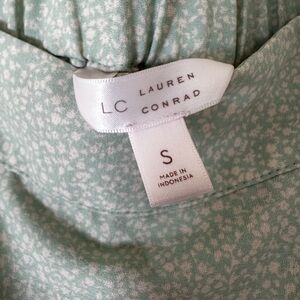 LC LAUREN
CONRAD
S
MADE IN
INDONESIA